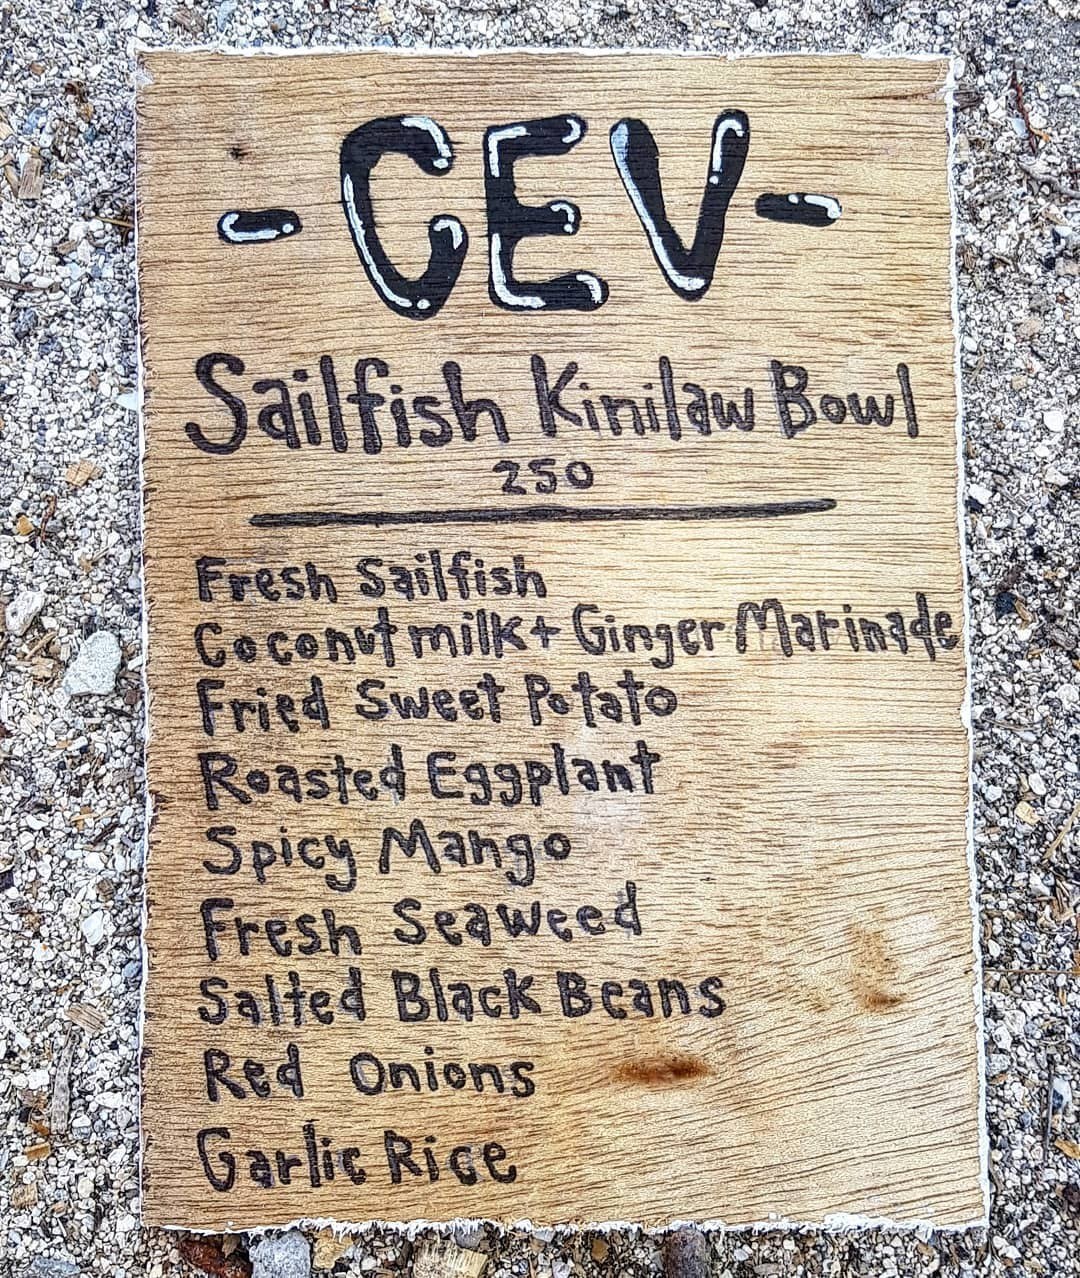 - CEV -
Sailfish Kinilaw Bowl
250
Fresh Sailfish
Coconut milk + Ginger Marinade
Fried Sweet Potato
Roasted Eggplant
Spicy Mango
Fresh Seaweed
Salted Black Beans
Red Onions
Garlic Rice